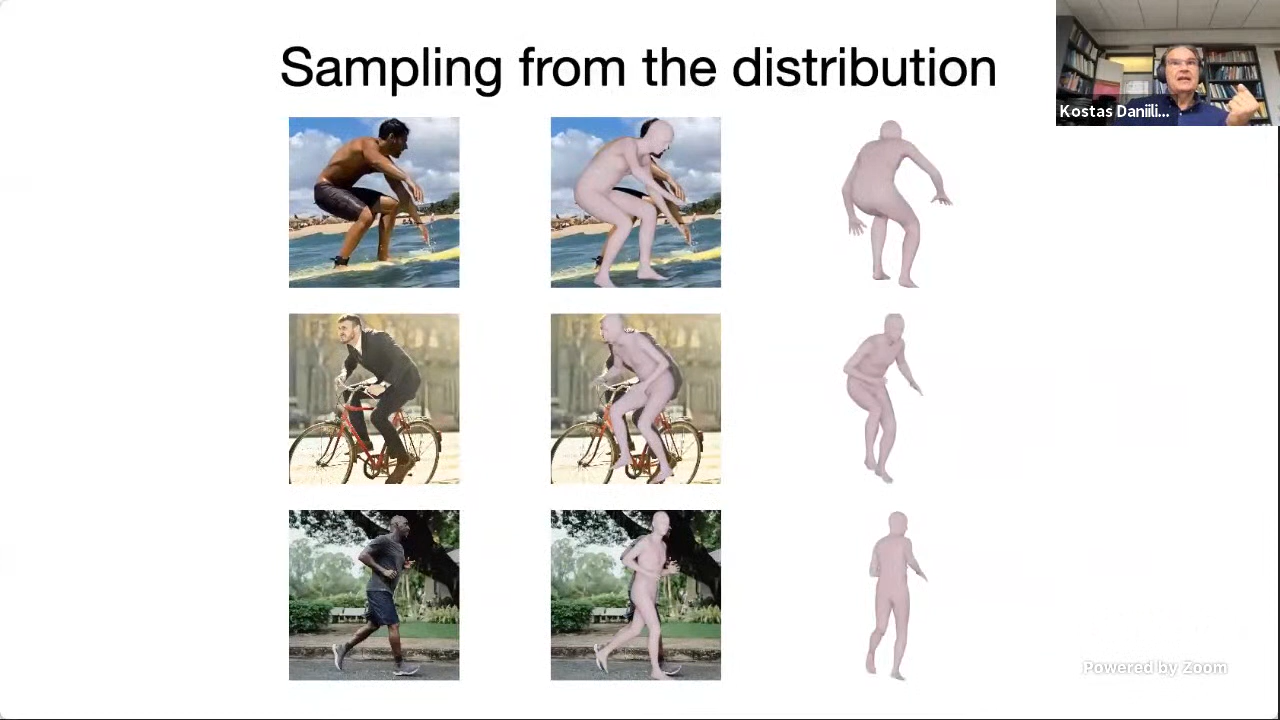 Sampling from the distribution
Kostas Daniili...
Powered by Zoom